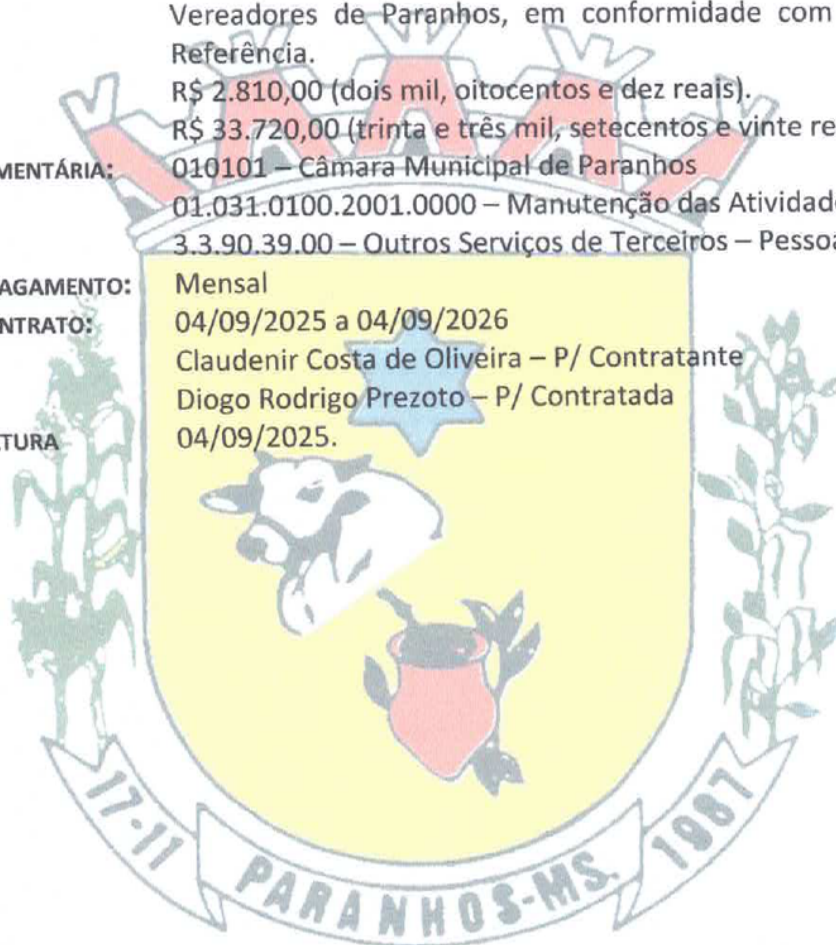 Vereadores de Paranhos, em conformidade com
Referência.
R$ 2.810,00 (dois mil, oitocentos e dez reais).
R$ 33.720,00 (trinta e três mil, setecentos e vinte re
MENTÁRIA: 010101 – Câmara Municipal de Paranhos
01.031.0100.2001.0000 – Manutenção das Atividad
3.3.90.39.00 – Outros Serviços de Terceiros – Pessoa
AGAMENTO: Mensal
NTRATO: 04/09/2025 a 04/09/2026
Claudenir Costa de Oliveira – P/ Contratante
Diogo Rodrigo Prezoto – P/ Contratada
ATURA 04/09/2025.
17-11 PARANHOS-MS. 1987